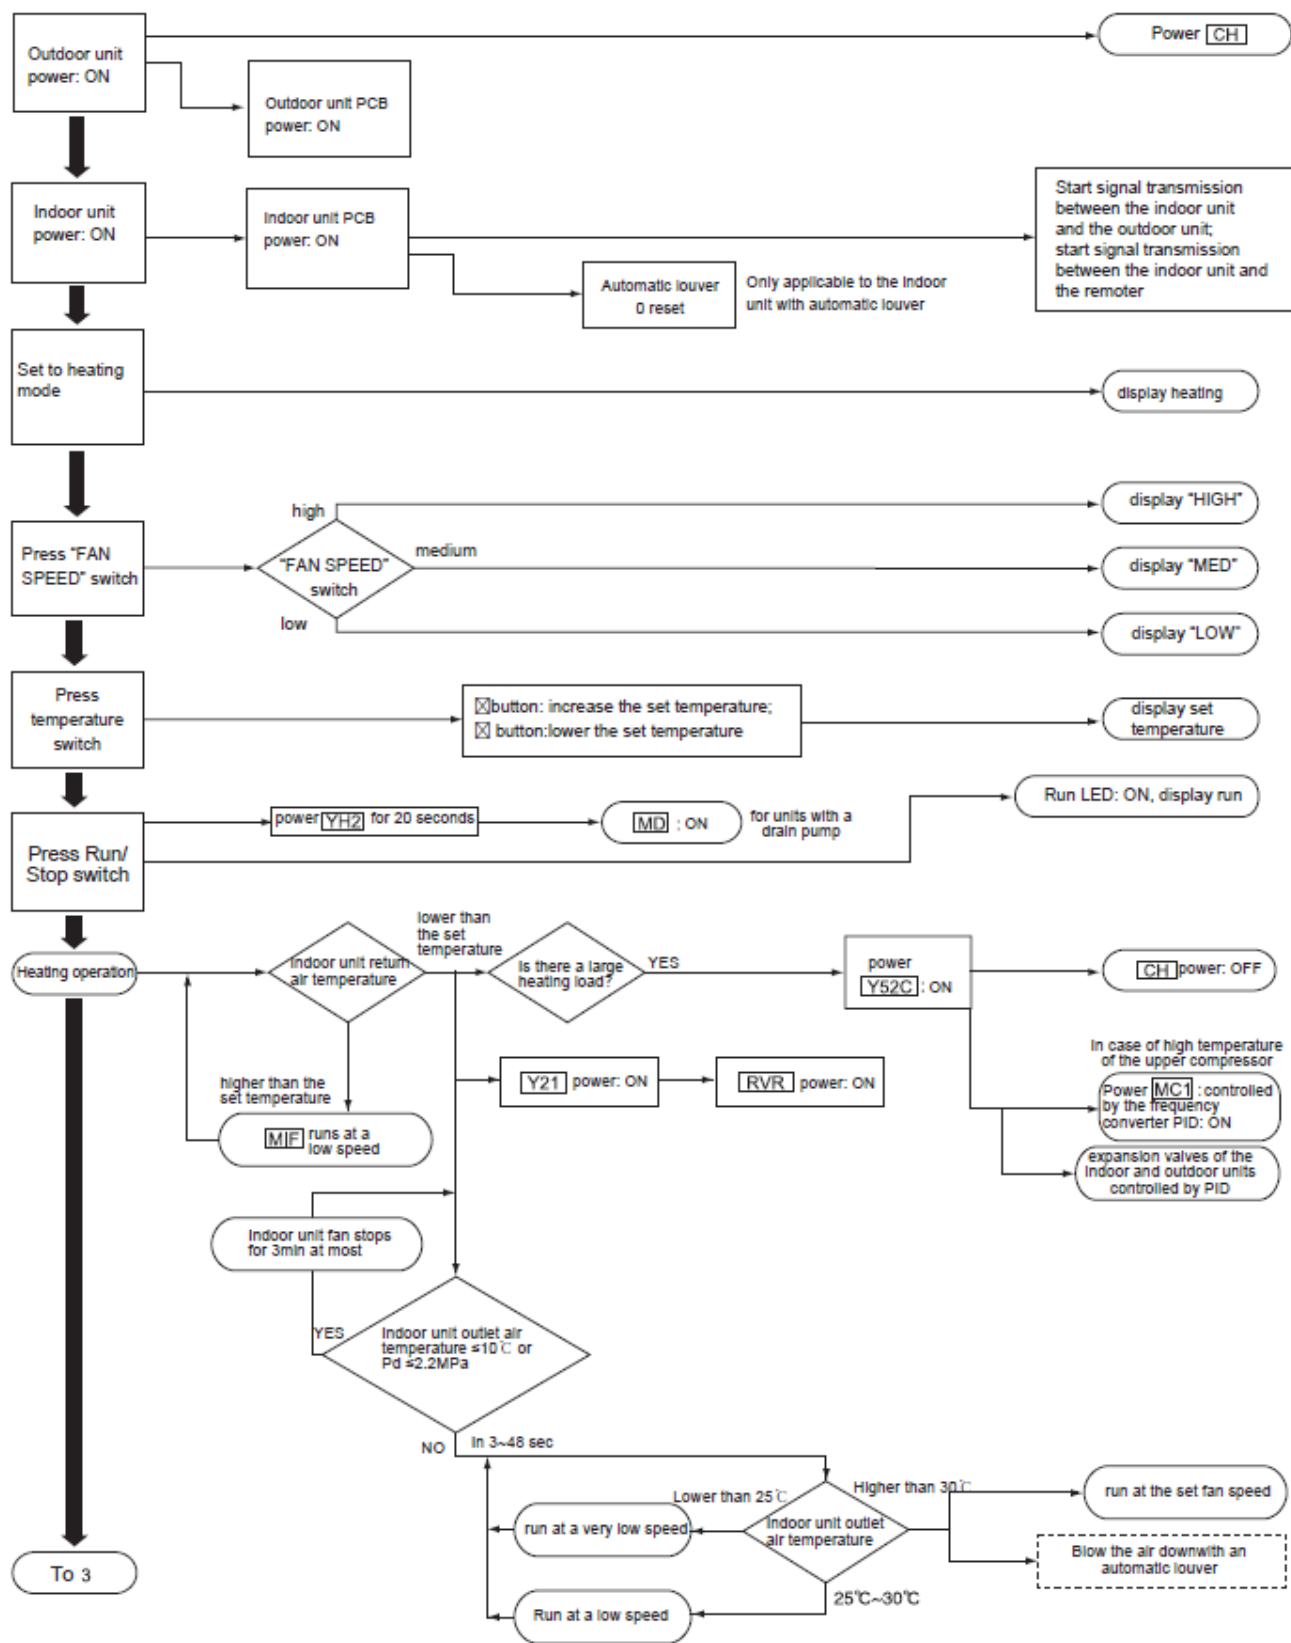 Power CH
Outdoor unit
power: ON
Outdoor unit PCB
power: ON
Indoor unit
power: ON
Indoor unit PCB
power: ON
Start signal transmission
between the indoor unit
and the outdoor unit;
start signal transmission
between the indoor unit and
the remoter
Automatic louver
0 reset
Only applicable to the indoor
unit with automatic louver
Set to heating
mode
display heating
high
display "HIGH"
Press "FAN
SPEED" switch
"FAN SPEED"
switch
medium
display "MED"
low
display "LOW"
Press
temperature
switch
button: increase the set temperature;
button:lower the set temperature
display set
temperature
Run LED: ON, display run
power YH2 for 20 seconds
MD : ON
for units with a
drain pump
Press Run/
Stop switch
lower than
the set
temperature
Heating operation
Indoor unit return
air temperature
Is there a large
heating load?
YES
power
Y52C : ON
CH power: OFF
In case of high temperature
of the upper compressor
Power MC1 : controlled
by the frequency
converter PID: ON
Y21 power: ON
RVR power: ON
higher than the
set temperature
MIF runs at a
low speed
expansion valves of the
indoor and outdoor units
controlled by PID
Indoor unit fan stops
for 3min at most
YES
Indoor unit outlet air
temperature ≤10℃ or
Pd ≤2.2MPa
NO
In 3~48 sec
Lower than 25℃
Higher than 30℃
run at the set fan speed
run at a very low speed
Indoor unit outlet
air temperature
Blow the air downwith an
automatic louver
25℃~30℃
Run at a low speed
To 3